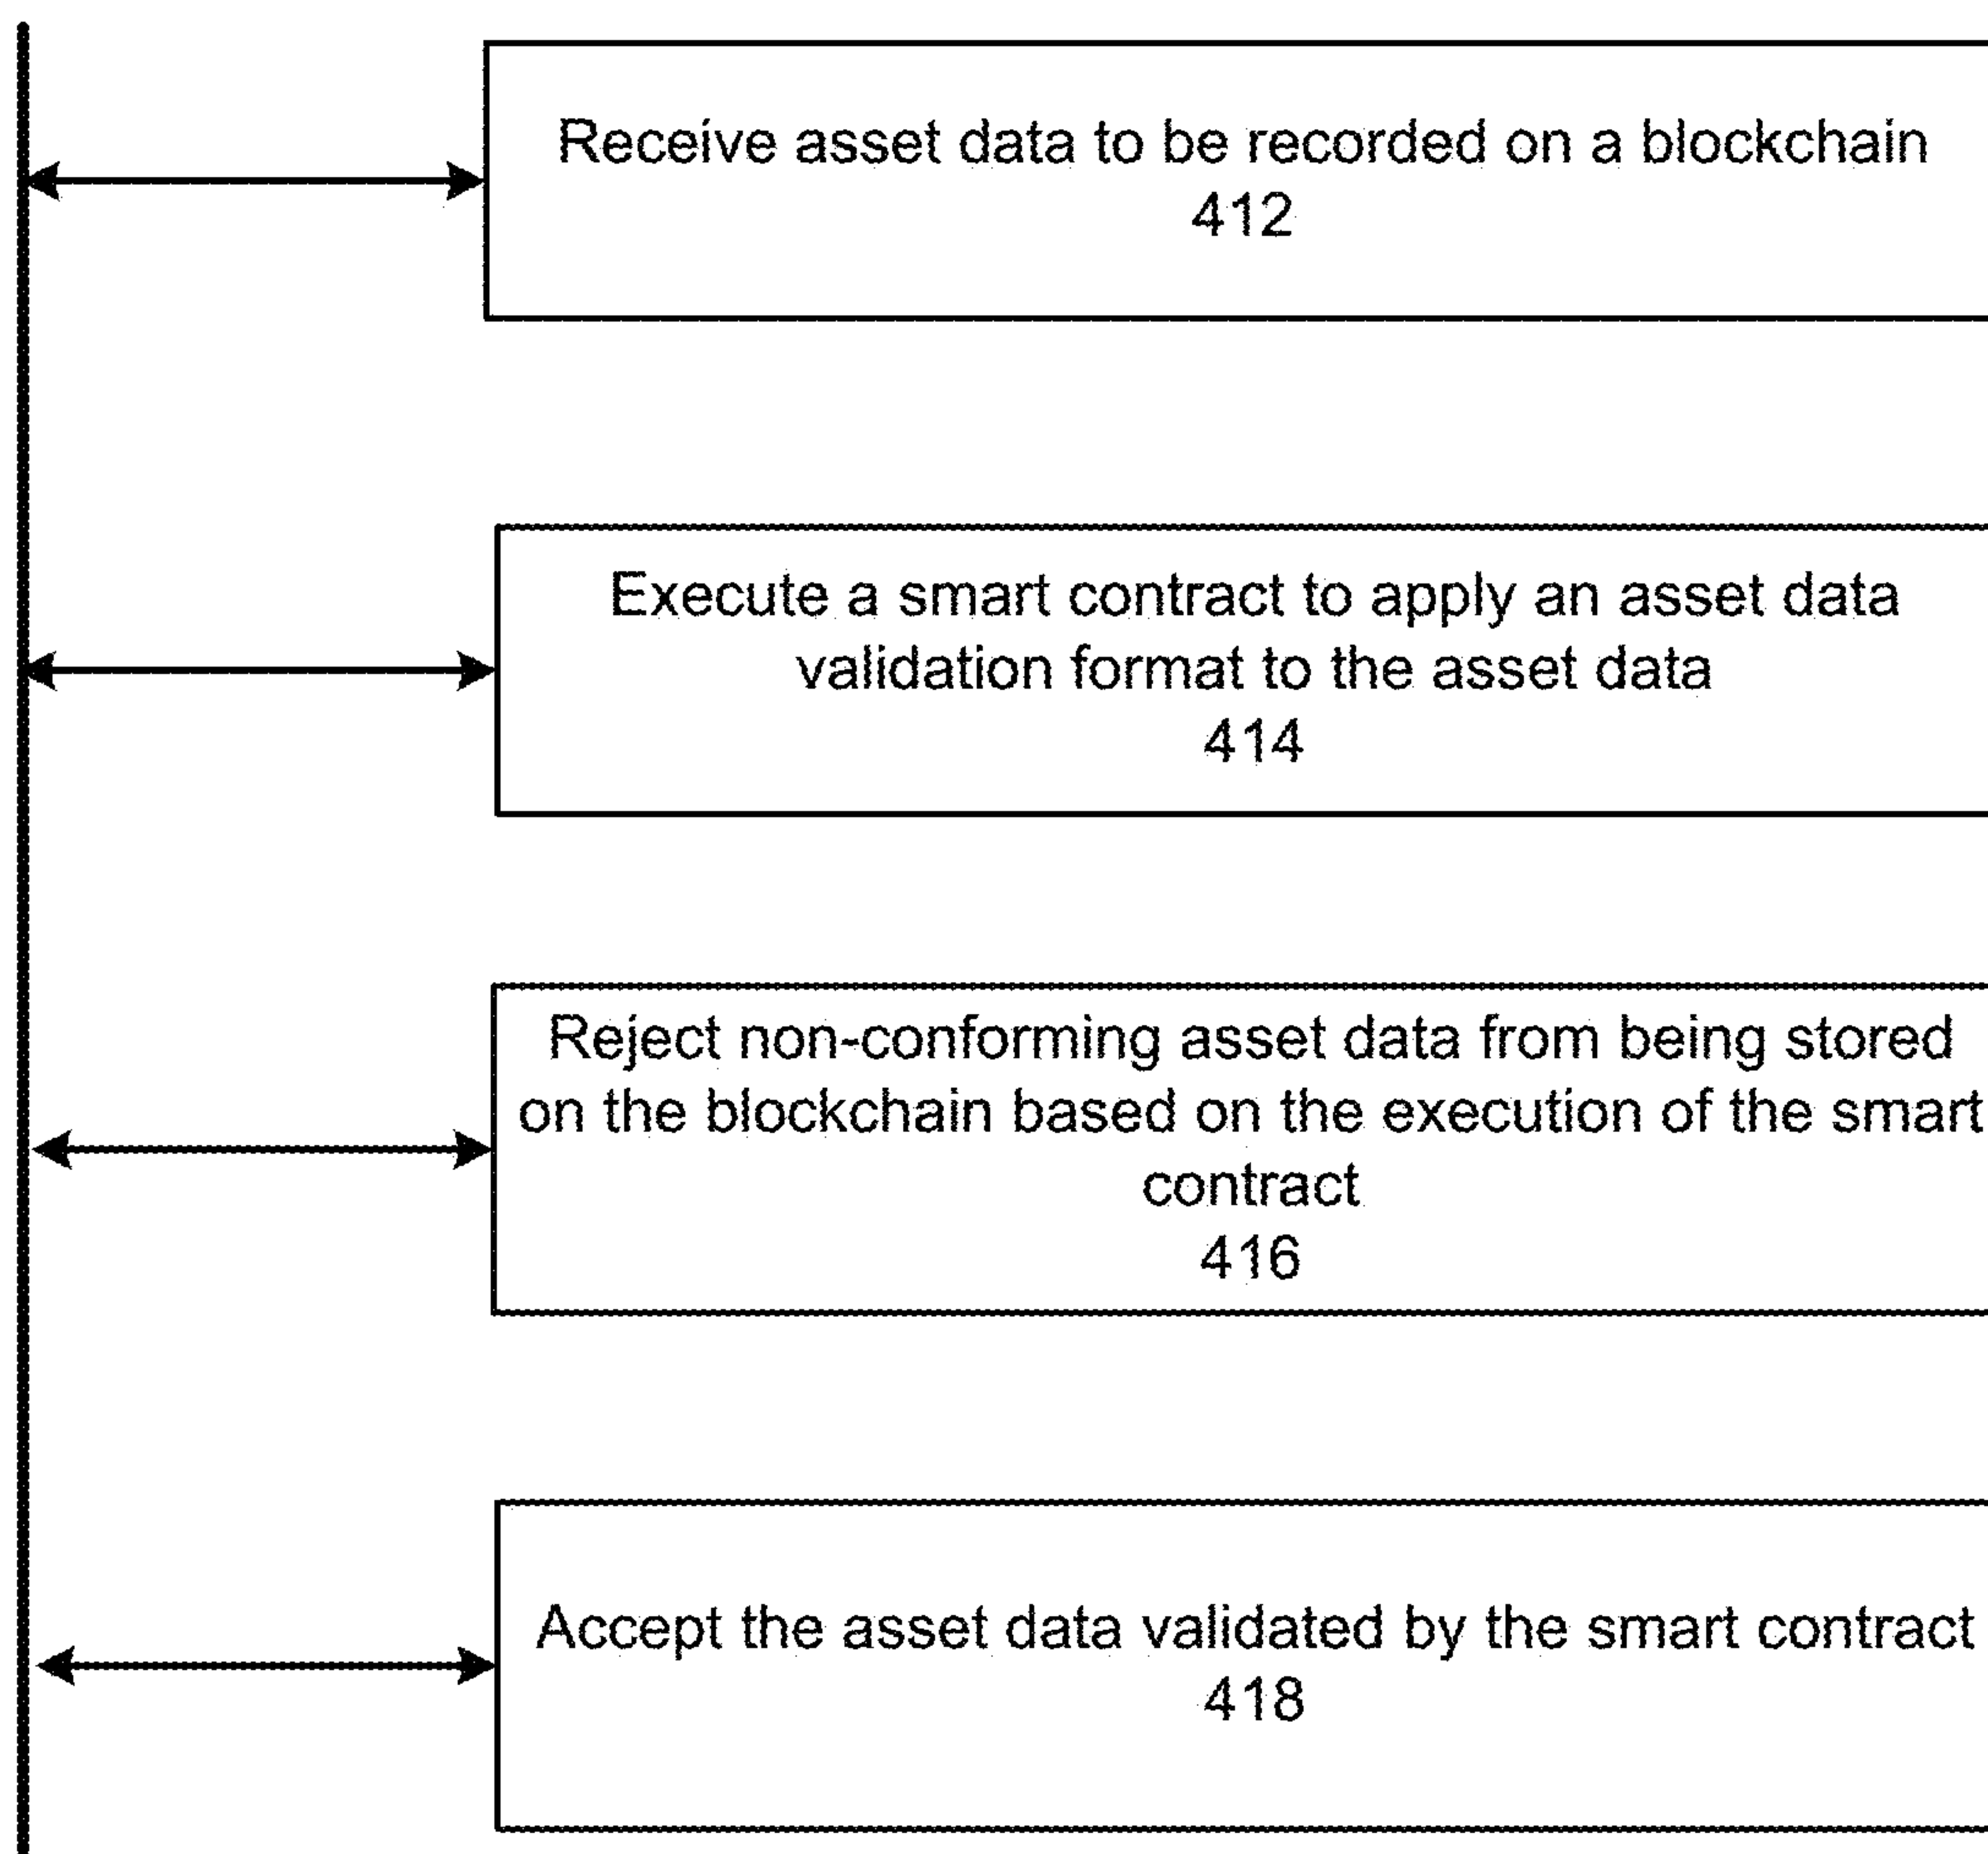 Receive asset data to be recorded on a blockchain
412
Execute a smart contract to apply an asset data
validation format to the asset data
414
Reject non-conforming asset data from being stored
on the blockchain based on the execution of the smart
contract
416
Accept the asset data validated by the smart contract
418